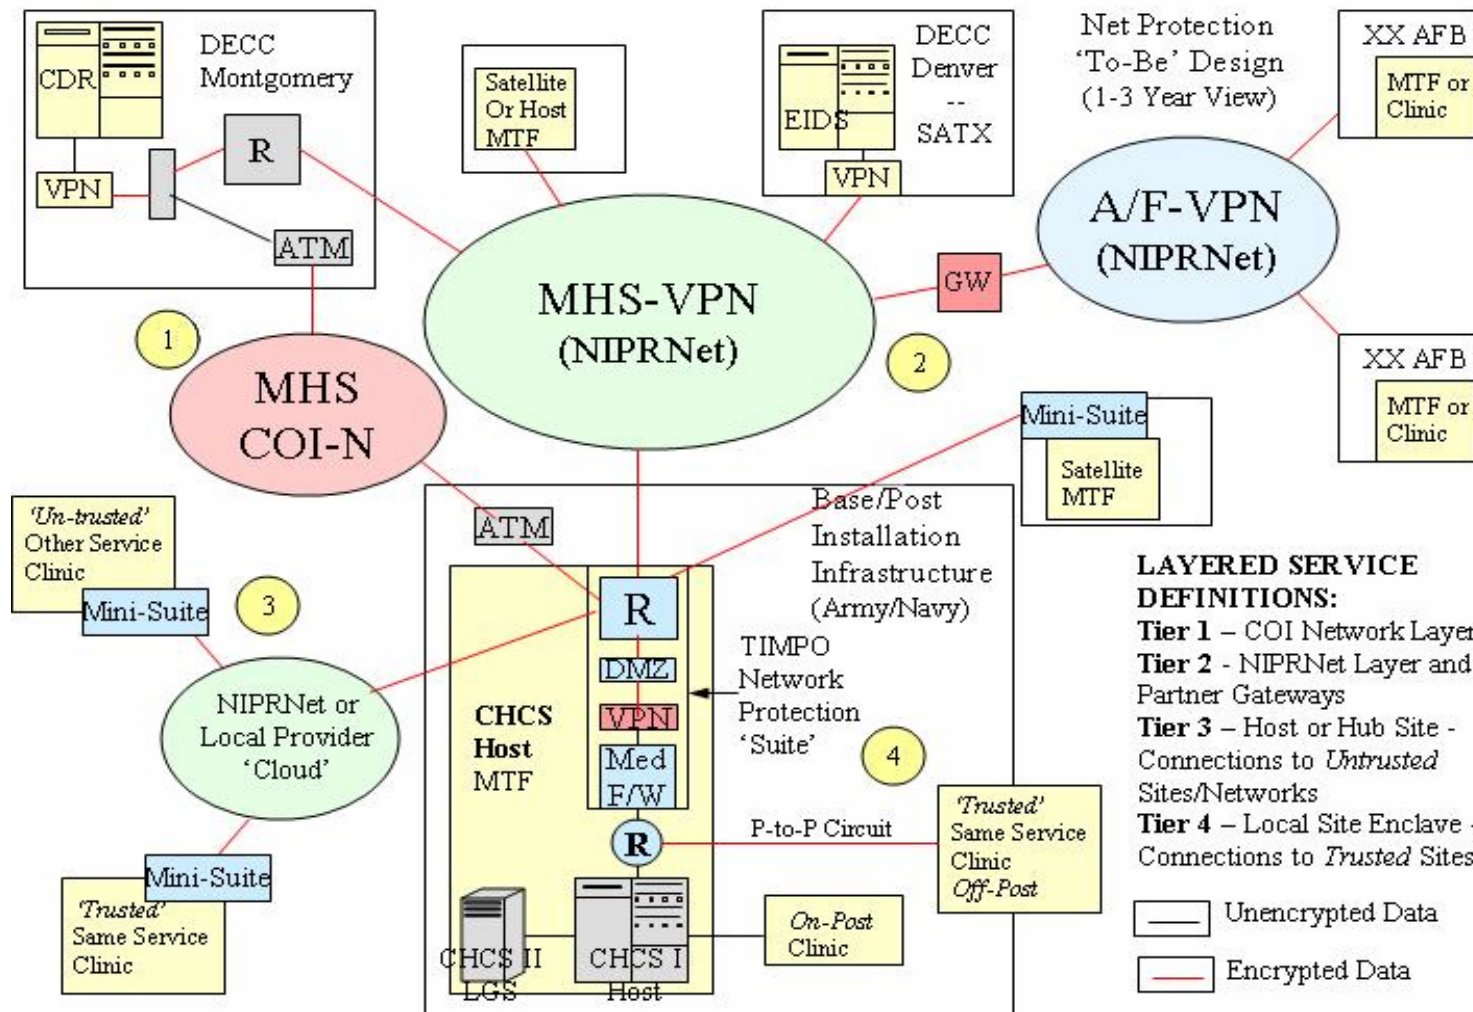 DECC
Montgomery
CDR
VPN
R
ATM
Satellite
Or Host
MTF
DECC
Denver
--
SATX
EIDS
VPN
Net Protection
'To-Be' Design
(1-3 Year View)
XX AFB
MTF or
Clinic
A/F-VPN
(NIPRNet)
GW
MHS-VPN
(NIPRNet)
1
2
MHS
COI-N
XX AFB
MTF or
Clinic
Mini-Suite
Satellite
MTF
ATM
Base/Post
Installation
Infrastructure
(Army/Navy)
'Un-trusted'
Other Service
Clinic
Mini-Suite
3
R
DMZ
VPN
Med
F/W
R
TIMPO
Network
Protection
'Suite'
CHCS
Host
MTF
NIPRNet or
Local Provider
'Cloud'
4
Mini-Suite
'Trusted'
Same Service
Clinic
P-to-P Circuit
'Trusted'
Same Service
Clinic
Off-Post
On-Post
Clinic
CHCS II
LGS
CHCS I
Host
LAYERED SERVICE
DEFINITIONS:
Tier 1 – COI Network Layer
Tier 2 - NIPRNet Layer and
Partner Gateways
Tier 3 – Host or Hub Site -
Connections to Untrusted
Sites/Networks
Tier 4 – Local Site Enclave -
Connections to Trusted Sites
Unencrypted Data
Encrypted Data